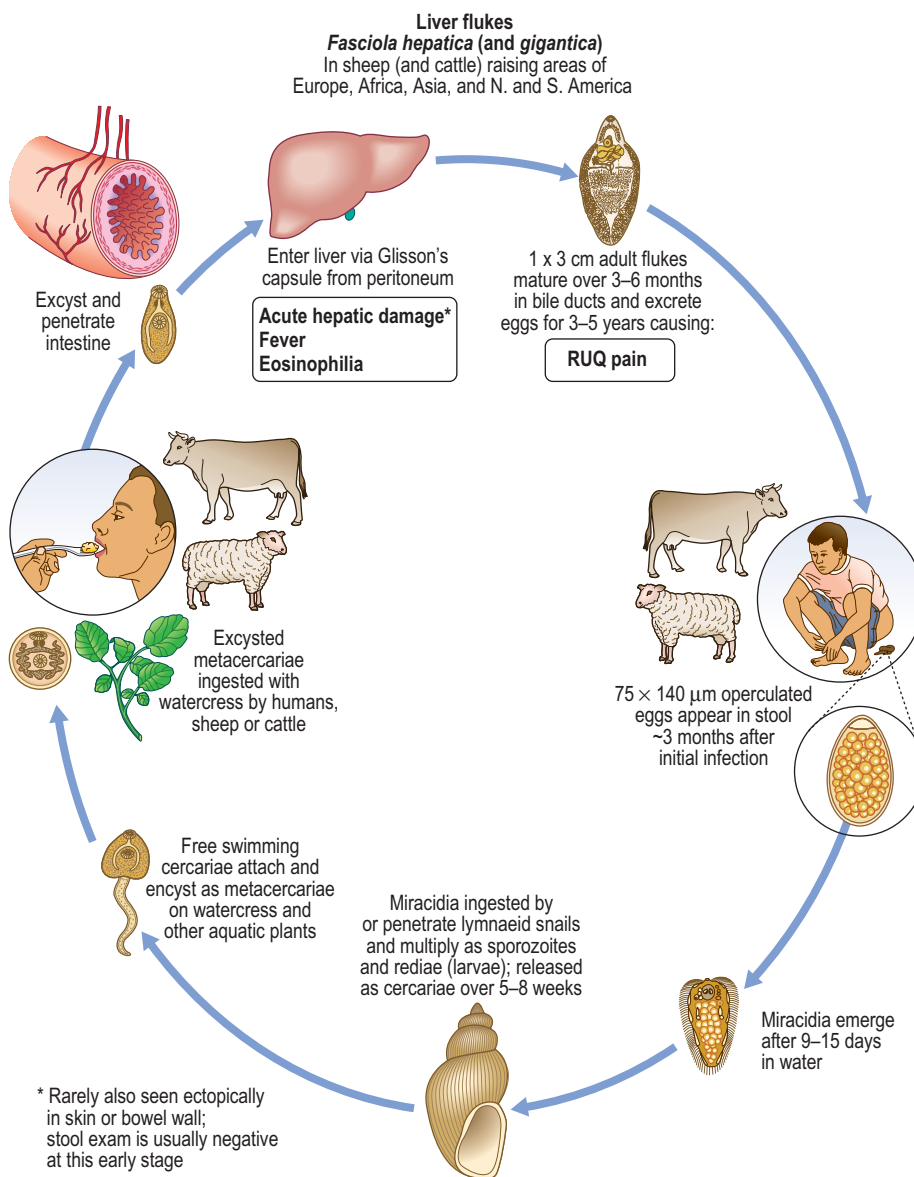 Liver flukes
Fasciola hepatica (and gigantica)
In sheep (and cattle) raising areas of
Europe, Africa, Asia, and N. and S. America
Excyst and
penetrate
intestine
Enter liver via Glisson's
capsule from peritoneum
Acute hepatic damage*
Fever
Eosinophilia
1 x 3 cm adult flukes
mature over 3–6 months
in bile ducts and excrete
eggs for 3–5 years causing:
RUQ pain
75 × 140 μm operculated
eggs appear in stool
~3 months after
initial infection
Miracidia emerge
after 9–15 days
in water
Miracidia ingested by
or penetrate lymnaeid snails
and multiply as sporozoites
and rediae (larvae); released
as cercariae over 5–8 weeks
Free swimming
cercariae attach and
encyst as metacercariae
on watercress and
other aquatic plants
Excysted
metacercariae
ingested with
watercress by humans,
sheep or cattle
* Rarely also seen ectopically
in skin or bowel wall;
stool exam is usually negative
at this early stage